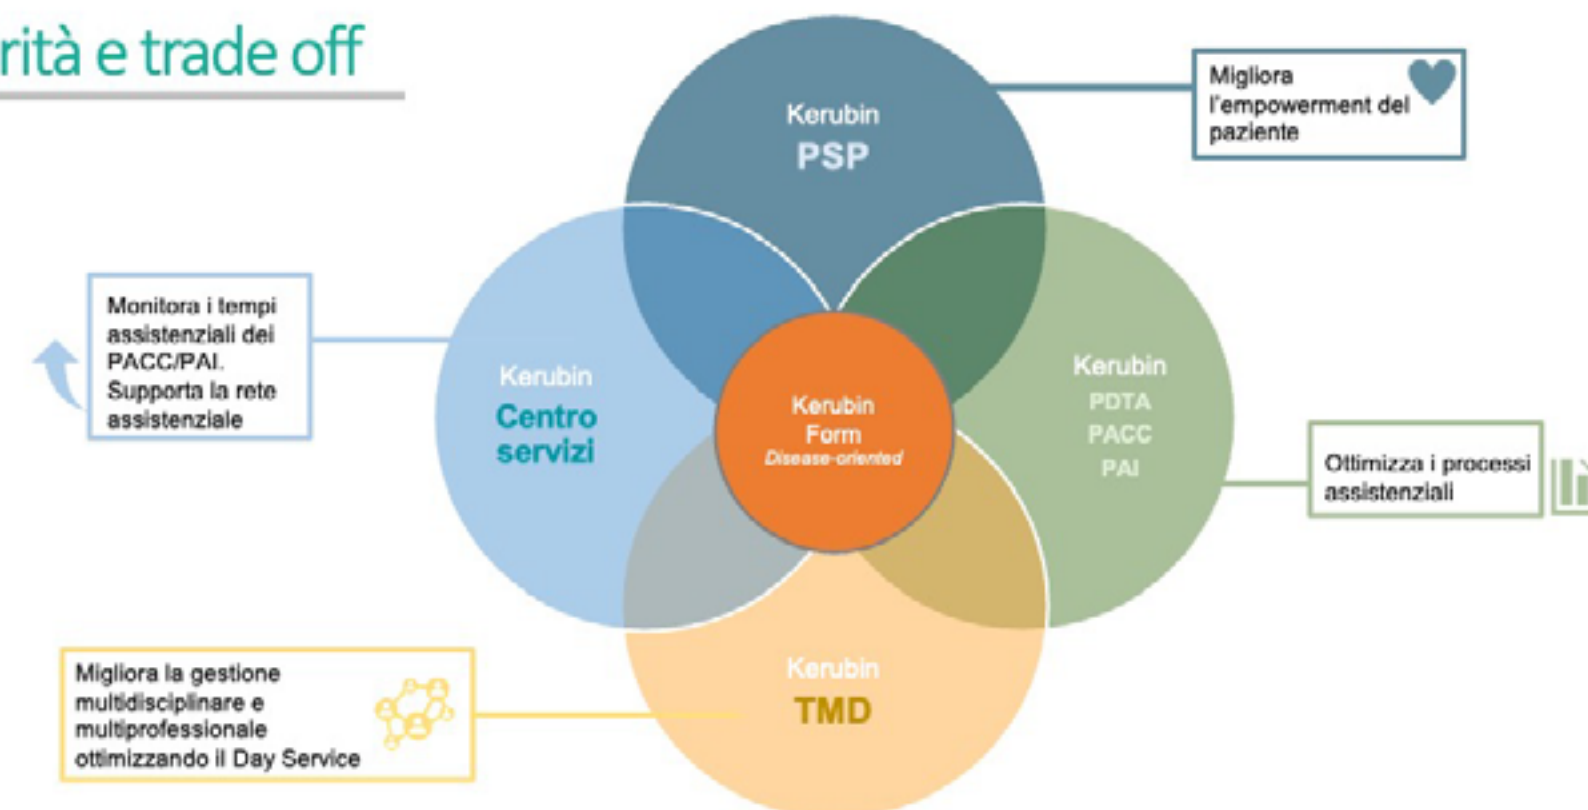 rità e trade off
Kerubin
PSP
Migliora
l'empowerment del
paziente
Monitora i tempi
assistenziali dei
PACC/PAI.
Supporta la rete
assistenziale
Kerubin
Centro
servizi
Kerubin
Form
Disease-oriented
Kerubin
PDTA
PACC
PAI
Ottimizza i processi
assistenziali
Migliora la gestione
multidisciplinare e
multiprofessionale
ottimizzando il Day Service
Kerubin
TMD